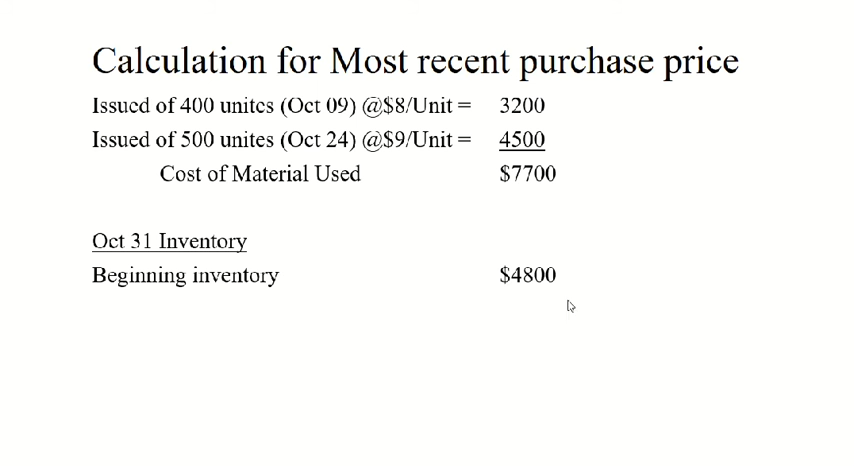 Calculation for Most recent purchase price
Issued of 400 unites (Oct 09) @$8/Unit = 3200
Issued of 500 unites (Oct 24) @$9/Unit = 4500
Cost of Material Used $7700
Oct 31 Inventory
Beginning inventory $4800